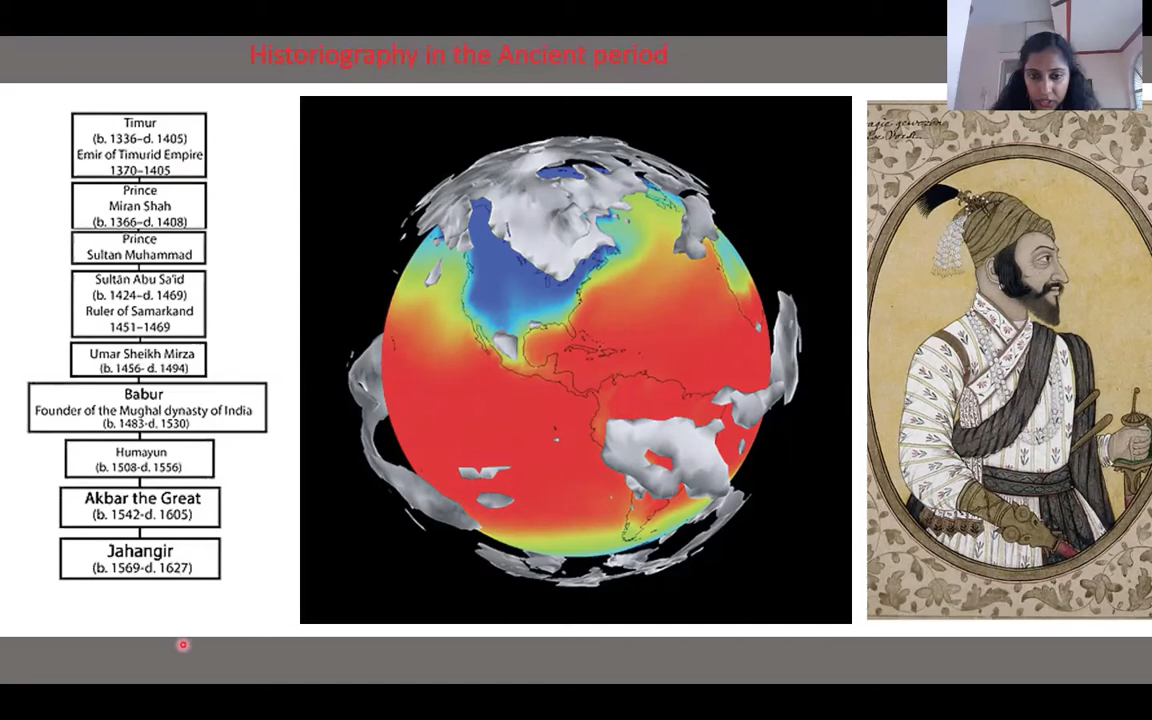 Historiography in the Ancient period
Timur
(b. 1336–d. 1405)
Emir of Timurid Empire
1370–1405
Prince
Miran Shah
(b. 1366–d. 1408)
Prince
Sultan Muhammad
Sultān Abu Sa'id
(b. 1424–d. 1469)
Ruler of Samarkand
1451–1469
Umar Sheikh Mirza
(b. 1456- d. 1494)
Babur
Founder of the Mughal dynasty of India
(b. 1483-d. 1530)
Humayun
(b. 1508-d. 1556)
Akbar the Great
(b. 1542-d. 1605)
Jahangir
(b. 1569-d. 1627)